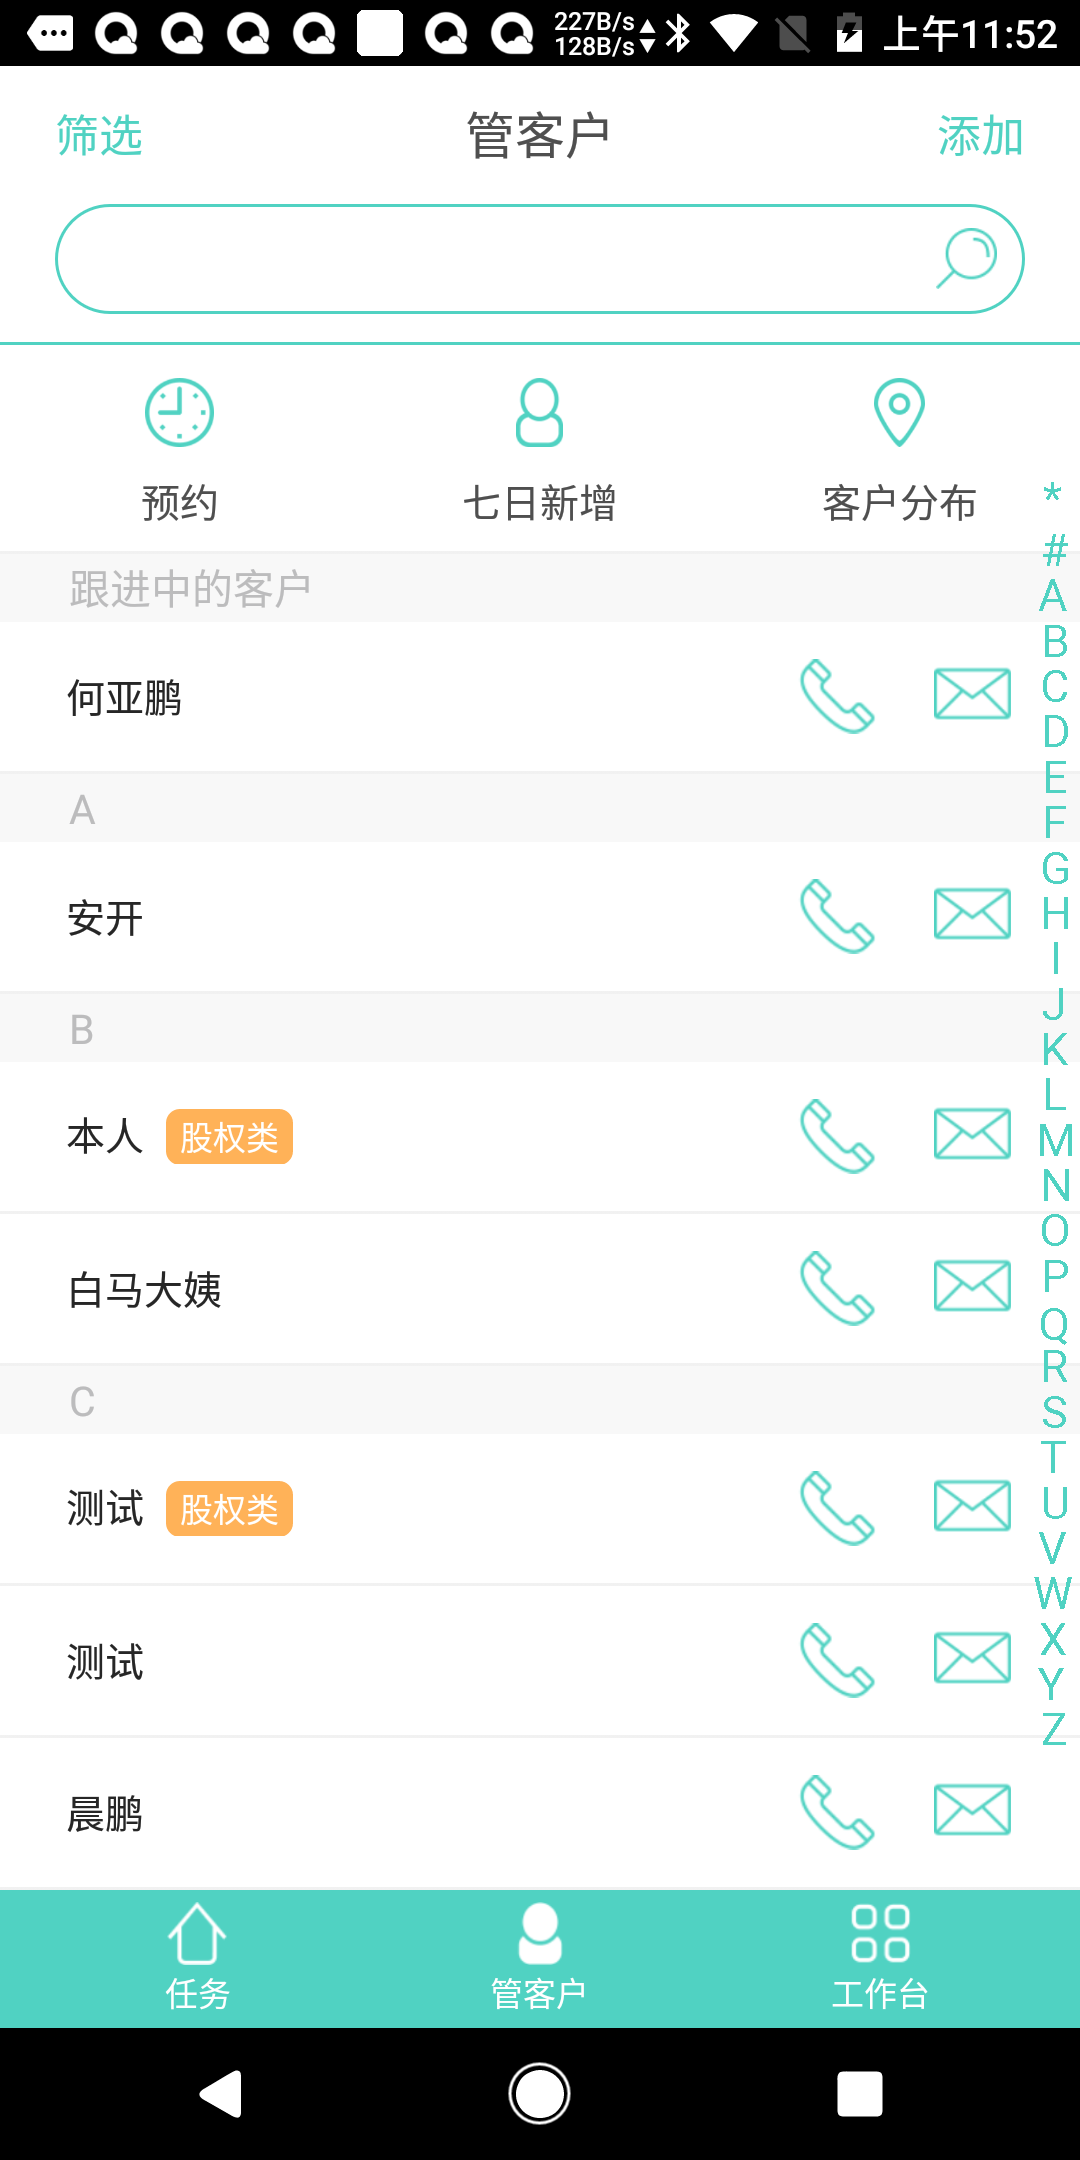 227B/s
128B/s
上午11:52
筛选
管客户
添加
预约
七日新增
客户分布
跟进中的客户
何亚鹏
A
安开
B
本人 股权类
白马大姨
C
测试 股权类
测试
晨鹏
*
#
A
B
C
D
E
F
G
H
I
J
K
L
M
N
O
P
Q
R
S
T
U
V
W
X
Y
Z
任务
管客户
工作台